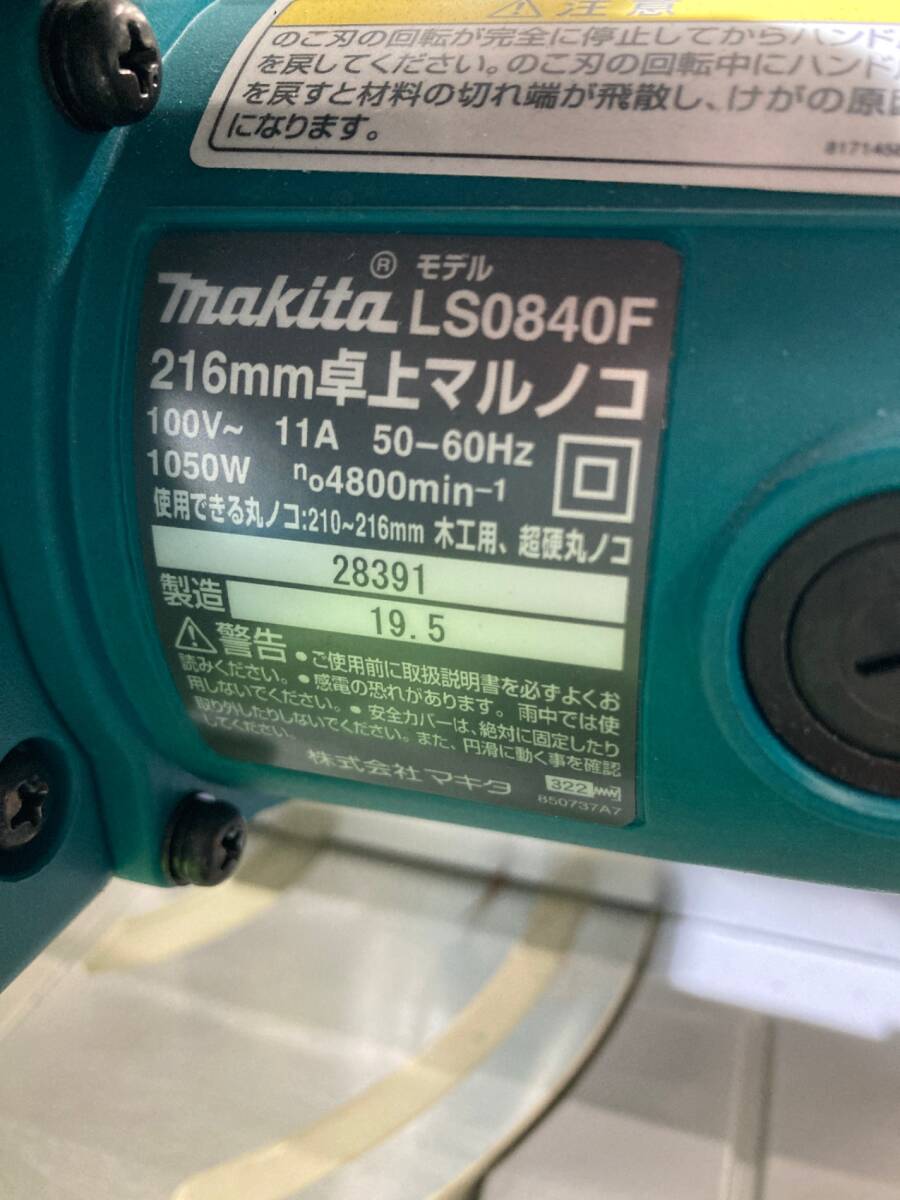 ⚠注意
のこ刃の回転が完全に停止してからハンド
を戻してください。のこ刃の回転中にハンド
を戻すと材料の切れ端が飛散し、けがの原因
になります。
817145
makita® モデル LS0840F
216mm卓上マルノコ
100V~ 11A 50-60Hz
1050W no4800min-1
使用できる丸ノコ:210~216mm 木工用、超硬丸ノコ
28391
製造 19.5
⚠警告 ●ご使用前に取扱説明書を必ずよくお
読みください。●感電の恐れがあります。雨中では使
用しないでください。●安全カバーは、絶対に固定したり
取り外したりしないでください。また、円滑に動く事を確認
してください。
株式会社マキタ
322
850737A7